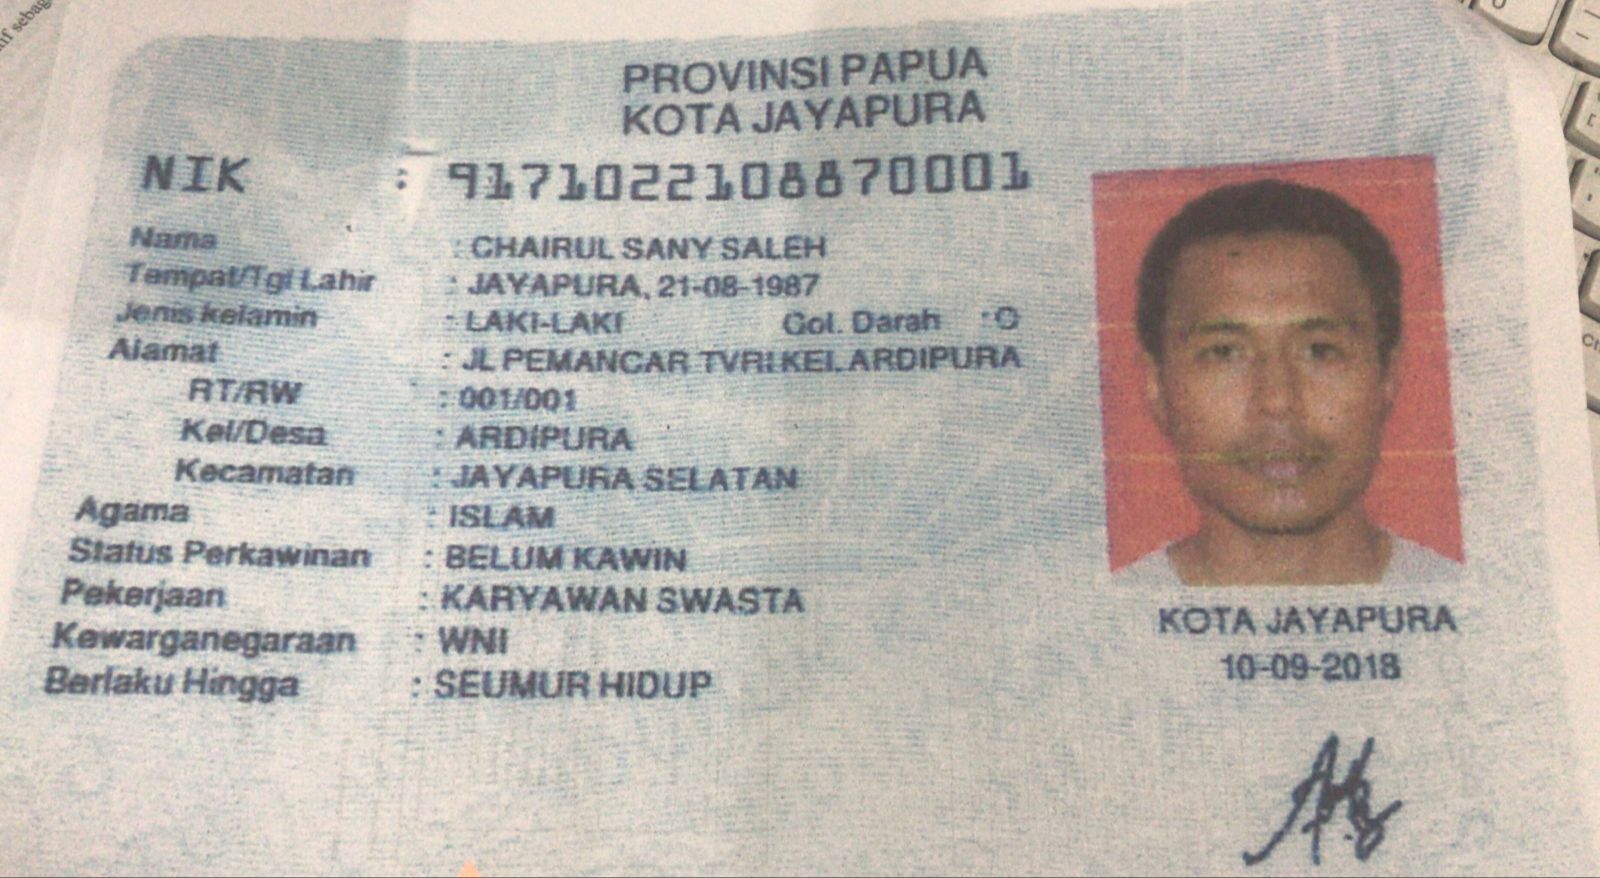 PROVINSI PAPUA
KOTA JAYAPURA
NIK : 9171022108870001
Nama : CHAIRUL SANY SALEH
Tempat/Tgl Lahir : JAYAPURA, 21-08-1987
Jenis kelamin : LAKI-LAKI Gol. Darah : O
Alamat : JL PEMANCAR TVRI KEL ARDIPURA
RT/RW : 001/001
Kel/Desa : ARDIPURA
Kecamatan : JAYAPURA SELATAN
Agama : ISLAM
Status Perkawinan : BELUM KAWIN
Pekerjaan : KARYAWAN SWASTA
Kewarganegaraan : WNI
Berlaku Hingga : SEUMUR HIDUP
KOTA JAYAPURA
10-09-2018